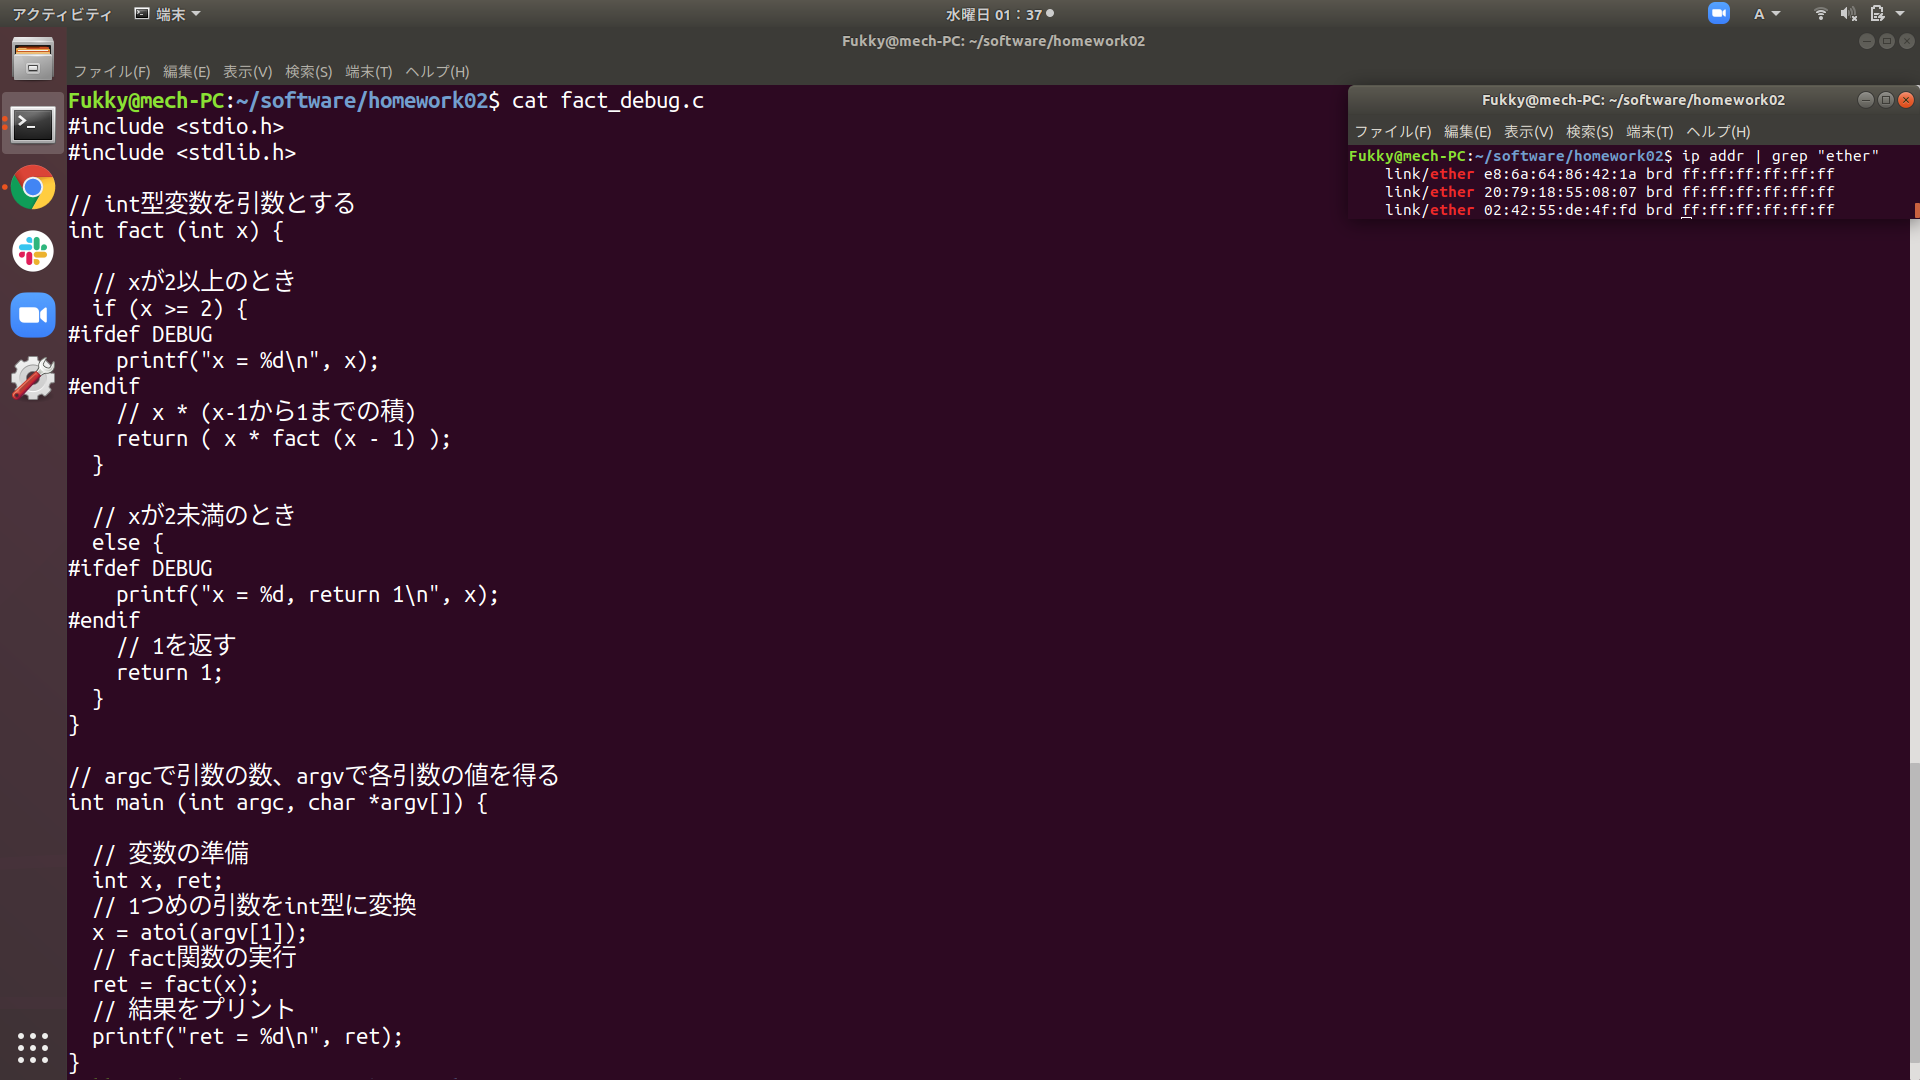 アクティビティ 端末 水曜日 01：37 A
Fukky@mech-PC: ~/software/homework02
ファイル(F) 編集(E) 表示(V) 検索(S) 端末(T) ヘルプ(H)
Fukky@mech-PC:~/software/homework02$ cat fact_debug.c
#include <stdio.h>
#include <stdlib.h>
// int型変数を引数とする
int fact (int x) {
// xが2以上のとき
if (x >= 2) {
#ifdef DEBUG
printf("x = %d\n", x);
#endif
// x * (x-1から1までの積)
return ( x * fact (x - 1) );
}
// xが2未満のとき
else {
#ifdef DEBUG
printf("x = %d, return 1\n", x);
#endif
// 1を返す
return 1;
}
}
// argcで引数の数、argvで各引数の値を得る
int main (int argc, char *argv[]) {
// 変数の準備
int x, ret;
// 1つめの引数をint型に変換
x = atoi(argv[1]);
// fact関数の実行
ret = fact(x);
// 結果をプリント
printf("ret = %d\n", ret);
}
Fukky@mech-PC: ~/software/homework02
ファイル(F) 編集(E) 表示(V) 検索(S) 端末(T) ヘルプ(H)
Fukky@mech-PC:~/software/homework02$ ip addr | grep "ether"
link/ether e8:6a:64:86:42:1a brd ff:ff:ff:ff:ff:ff
link/ether 20:79:18:55:08:07 brd ff:ff:ff:ff:ff:ff
link/ether 02:42:55:de:4f:fd brd ff:ff:ff:ff:ff:ff